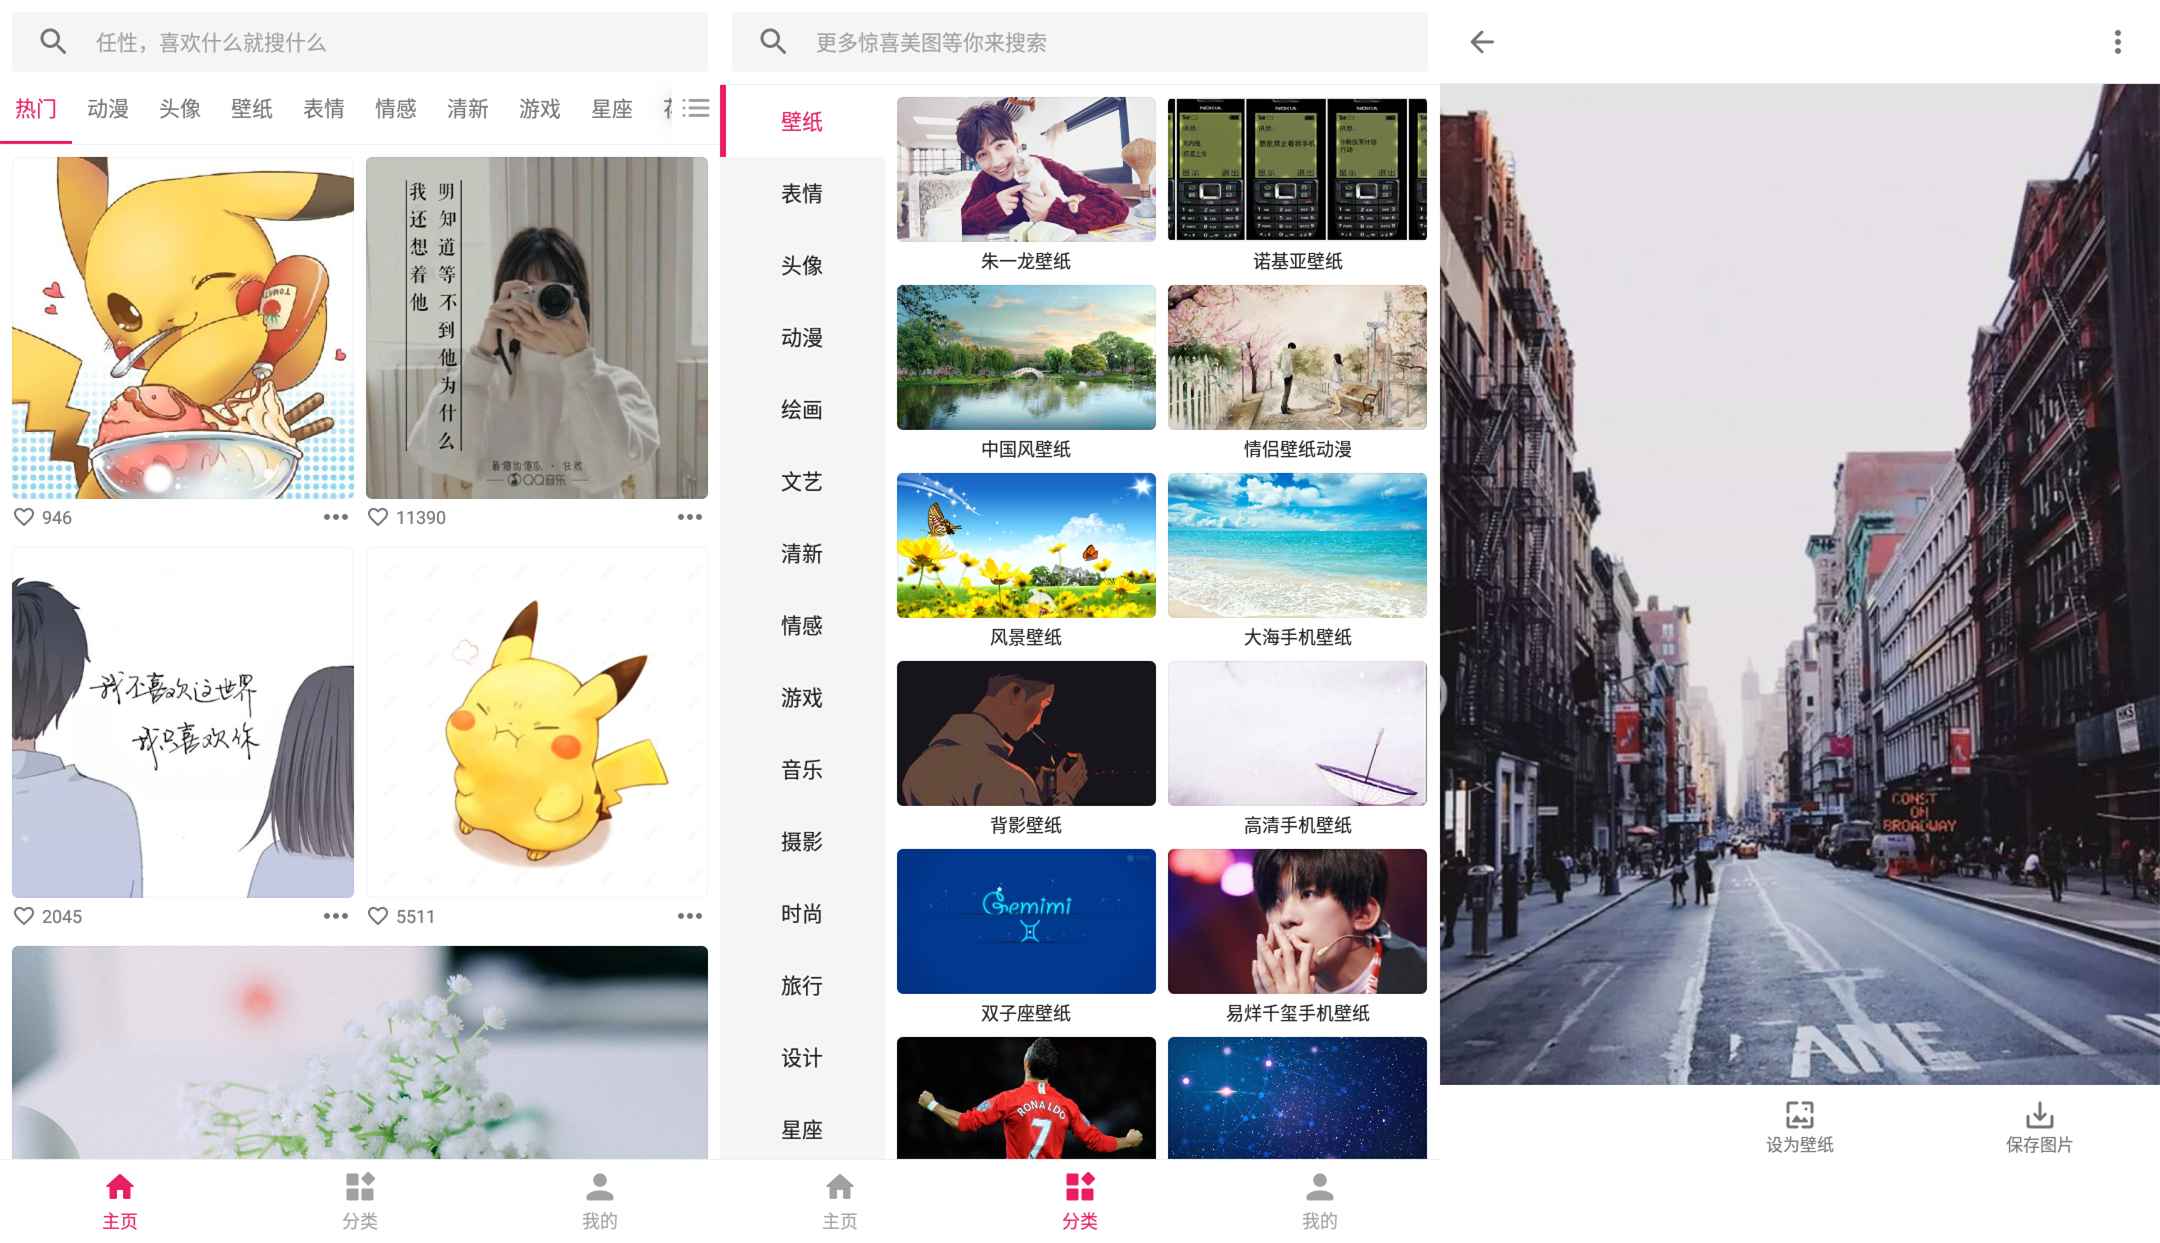 任性，喜欢什么就搜什么
热门 动漫 头像 壁纸 表情 情感 清新 游戏 星座
明知道等不到他为什么
我还想着他
QQ音乐
946
11390
我不喜欢这世界
我只喜欢你
2045
5511
主页 分类 我的
更多惊喜美图等你来搜索
壁纸
表情
头像
动漫
绘画
文艺
清新
情感
游戏
音乐
摄影
时尚
旅行
设计
星座
NOKIA NOKIA NOKIA
朱一龙壁纸 诺基亚壁纸
中国风壁纸 情侣壁纸动漫
风景壁纸 大海手机壁纸
背影壁纸 高清手机壁纸
Gemimi
双子座壁纸 易烊千玺手机壁纸
RONALDO
7
主页 分类 我的
CONST
ON
BROADWAY
LANE
设为壁纸 保存图片